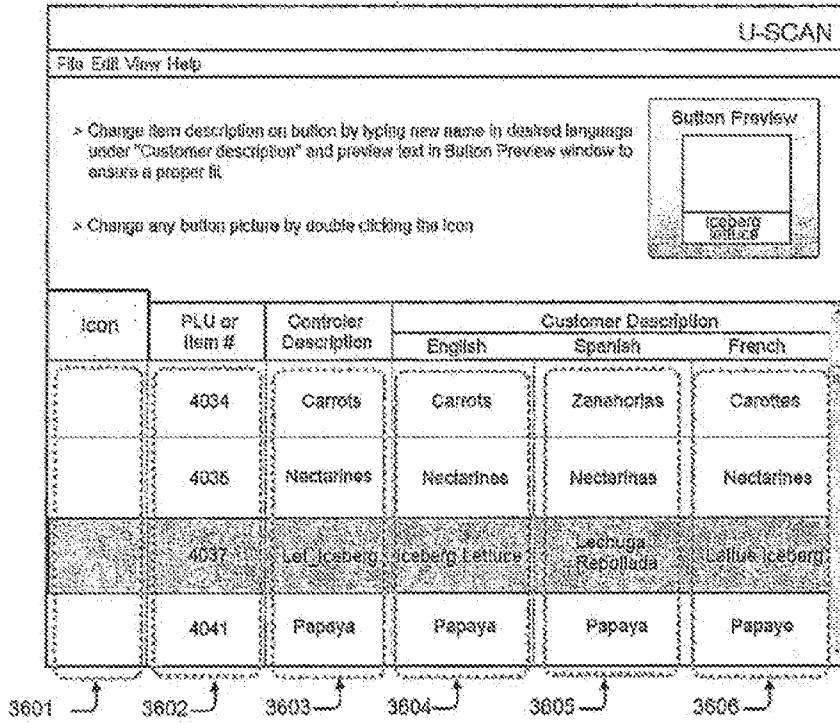 U-SCAN
File Edit View Help
> Change item description on button by typing new name in desired language
under "Customer description" and preview text in Button Preview window to
ensure a proper fit
> Change any button picture by double clicking the icon
Button Preview
Iceberg
Lettuce
Icon
PLU or
Item #
Controler
Description
Customer Description
English Spanish French
4034 Carrots Carrots Zanahorias Carottes
4036 Nectarines Nectarines Nectarinas Nectarines
4037 Let_Iceberg Iceberg Lettuce Lechuga
Repollada Laitue Iceberg
4041 Papaya Papaya Papaya Papaye
3601 3602 3603 3604 3605 3606